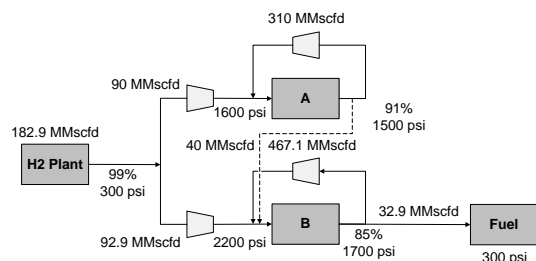 310 MMscfd
90 MMscfd
A
1600 psi
91%
1500 psi
182.9 MMscfd
H2 Plant
99%
300 psi
40 MMscfd
467.1 MMscfd
92.9 MMscfd
2200 psi
B
85%
1700 psi
32.9 MMscfd
Fuel
300 psi